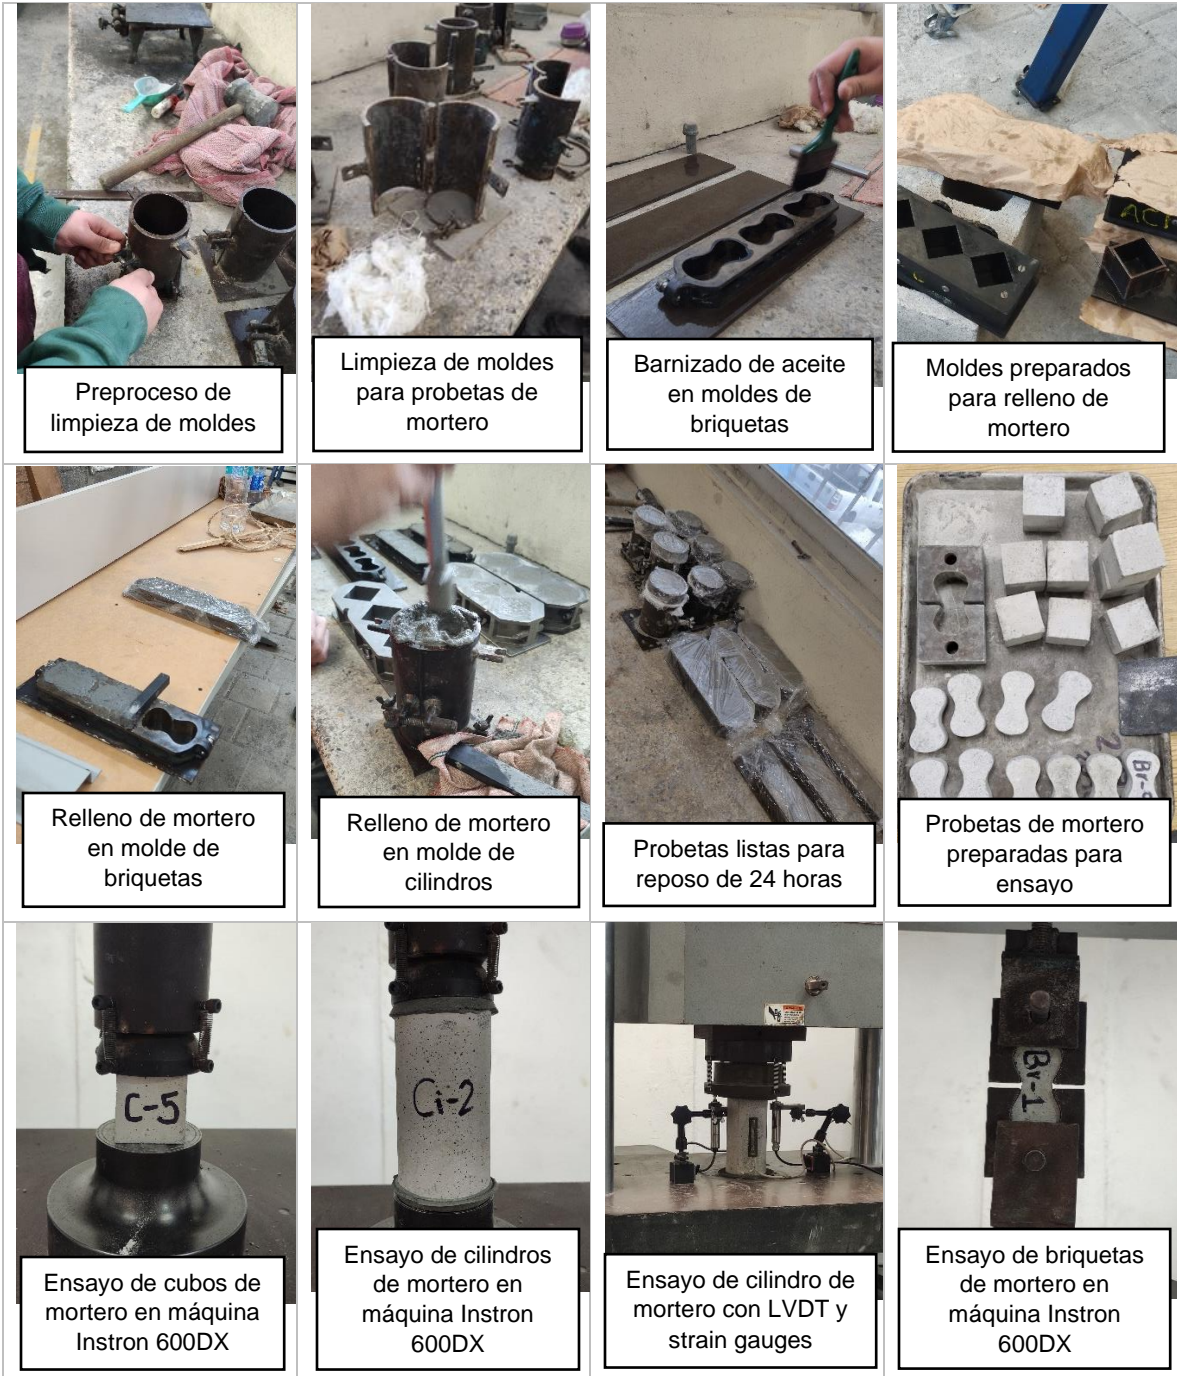 ACI
Preproceso de
limpieza de moldes
Limpieza de moldes
para probetas de
mortero
Barnizado de aceite
en moldes de
briquetas
Moldes preparados
para relleno de
mortero
Br-
Relleno de mortero
en molde de
briquetas
Relleno de mortero
en molde de
cilindros
Probetas listas para
reposo de 24 horas
Probetas de mortero
preparadas para
ensayo
C-5
Ci-2
Br-1
Ensayo de cubos de
mortero en máquina
Instron 600DX
Ensayo de cilindros
de mortero en
máquina Instron
600DX
Ensayo de cilindro de
mortero con LVDT y
strain gauges
Ensayo de briquetas
de mortero en
máquina Instron
600DX